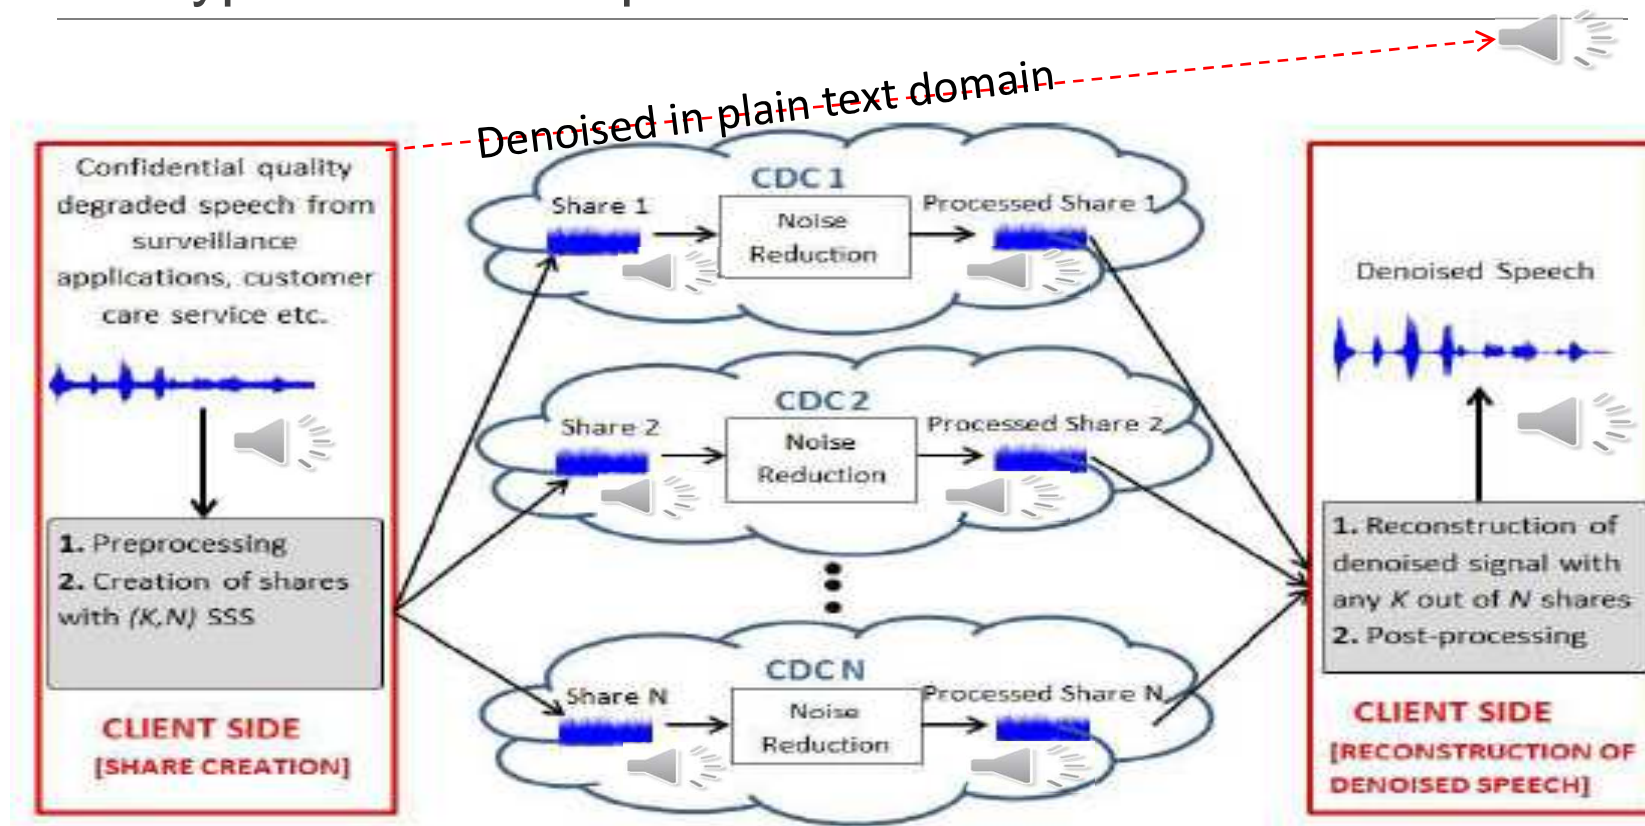 Denoised in plain text domain
Confidential quality
degraded speech from
surveillance
applications, customer
care service etc.
1. Preprocessing
2. Creation of shares
with (K,N) SSS
CLIENT SIDE
[SHARE CREATION]
CDC 1
Share 1
Noise
Reduction
Processed Share 1
CDC 2
Share 2
Noise
Reduction
Processed Share 2
CDC N
Share N
Noise
Reduction
Processed Share N
Denoised Speech
1. Reconstruction of
denoised signal with
any K out of N shares
2. Post-processing
CLIENT SIDE
[RECONSTRUCTION OF
DENOISED SPEECH]